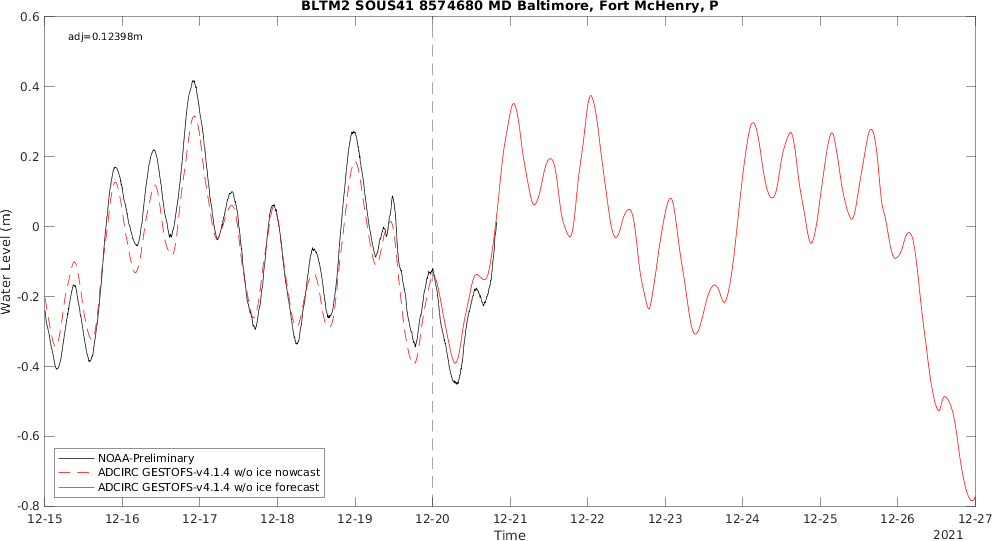 BLTM2 SOUS41 8574680 MD Baltimore, Fort McHenry, P
adj=0.12398m
0.6
0.4
0.2
0
-0.2
-0.4
-0.6
-0.8
Water Level (m)
NOAA-Preliminary
ADCIRC GESTOFS-v4.1.4 w/o ice nowcast
ADCIRC GESTOFS-v4.1.4 w/o ice forecast
12-15 12-16 12-17 12-18 12-19 12-20 12-21 12-22 12-23 12-24 12-25 12-26 12-27
Time
2021